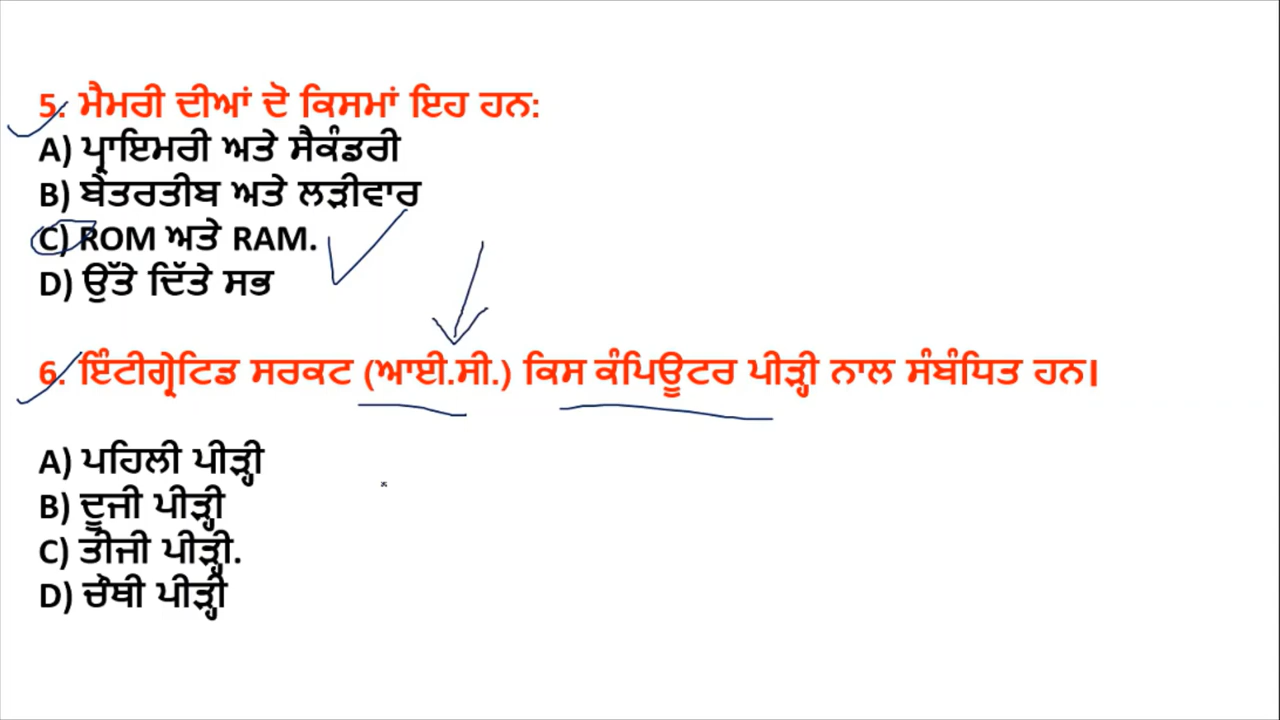 5. ਮੈਮਰੀ ਦੀਆਂ ਦੋ ਕਿਸਮਾਂ ਇਹ ਹਨ:
A) ਪ੍ਰਾਇਮਰੀ ਅਤੇ ਸੈਕੰਡਰੀ
B) ਬੇਤਰਤੀਬ ਅਤੇ ਲੜੀਵਾਰ
C) ROM ਅਤੇ RAM.
D) ਉੱਤੇ ਦਿੱਤੇ ਸਭ
6. ਇੰਟੀਗ੍ਰੇਟਿਡ ਸਰਕਟ (ਆਈ.ਸੀ.) ਕਿਸ ਕੰਪਿਊਟਰ ਪੀੜ੍ਹੀ ਨਾਲ ਸੰਬੰਧਿਤ ਹਨ।
A) ਪਹਿਲੀ ਪੀੜ੍ਹੀ
B) ਦੂਜੀ ਪੀੜ੍ਹੀ
C) ਤੀਜੀ ਪੀੜ੍ਹੀ.
D) ਚੌਥੀ ਪੀੜ੍ਹੀ